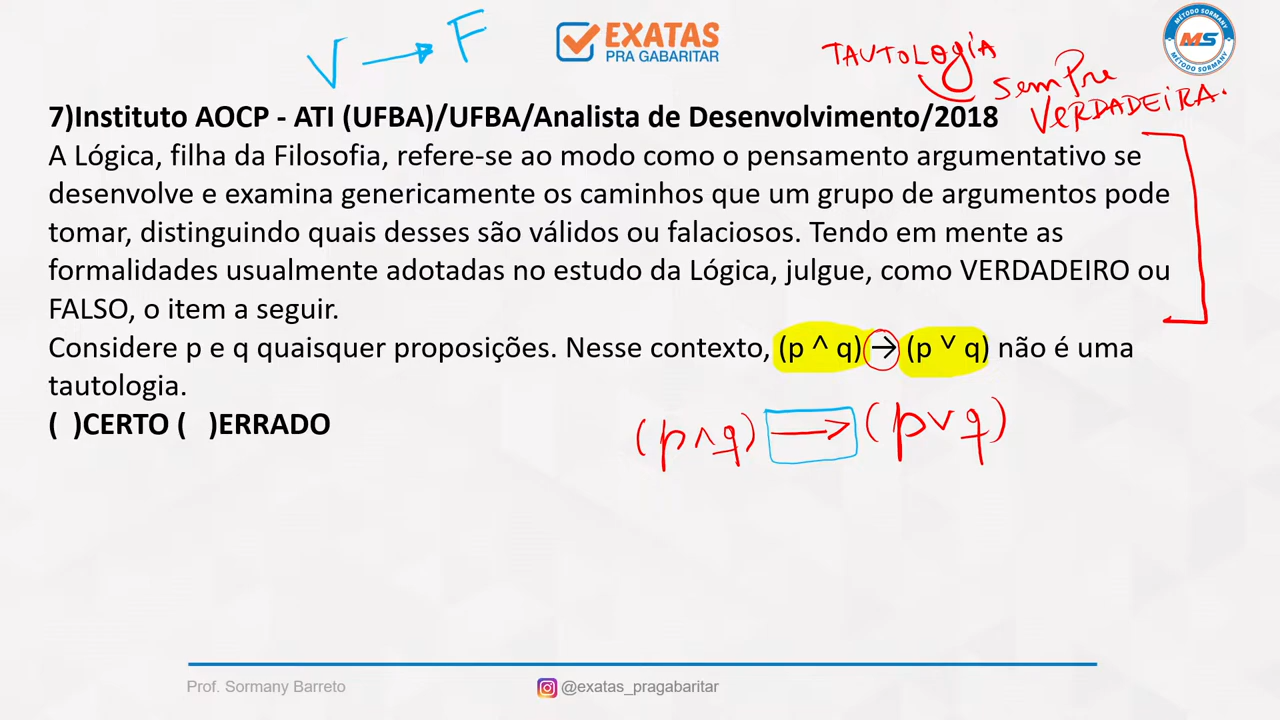 V → F
EXATAS
PRA GABARITAR
TAUTOLOGIA
SEMPRE
VERDADEIRA.
MÉTODO SORMANY
MS
MÉTODO SORMANY
7)Instituto AOCP - ATI (UFBA)/UFBA/Analista de Desenvolvimento/2018
A Lógica, filha da Filosofia, refere-se ao modo como o pensamento argumentativo se
desenvolve e examina genericamente os caminhos que um grupo de argumentos pode
tomar, distinguindo quais desses são válidos ou falaciosos. Tendo em mente as
formalidades usualmente adotadas no estudo da Lógica, julgue, como VERDADEIRO ou
FALSO, o item a seguir.
Considere p e q quaisquer proposições. Nesse contexto, (p ^ q) → (p ˅ q) não é uma
tautologia.
( )CERTO ( )ERRADO
(p ∧ q) → (p ∨ q)
Prof. Sormany Barreto
@exatas_pragabaritar